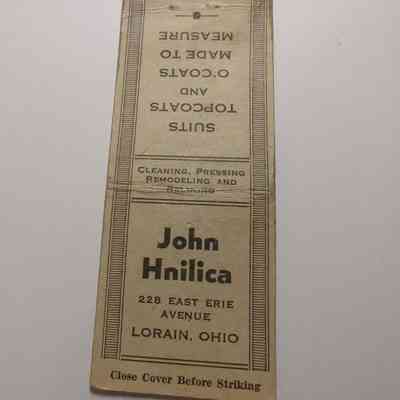 SUITS
TOPCOATS
AND
O'COATS
MADE TO
MEASURE
CLEANING, PRESSING
REMODELING AND
RELINING
John
Hnilica
228 EAST ERIE
AVENUE
LORAIN, OHIO
Close Cover Before Striking